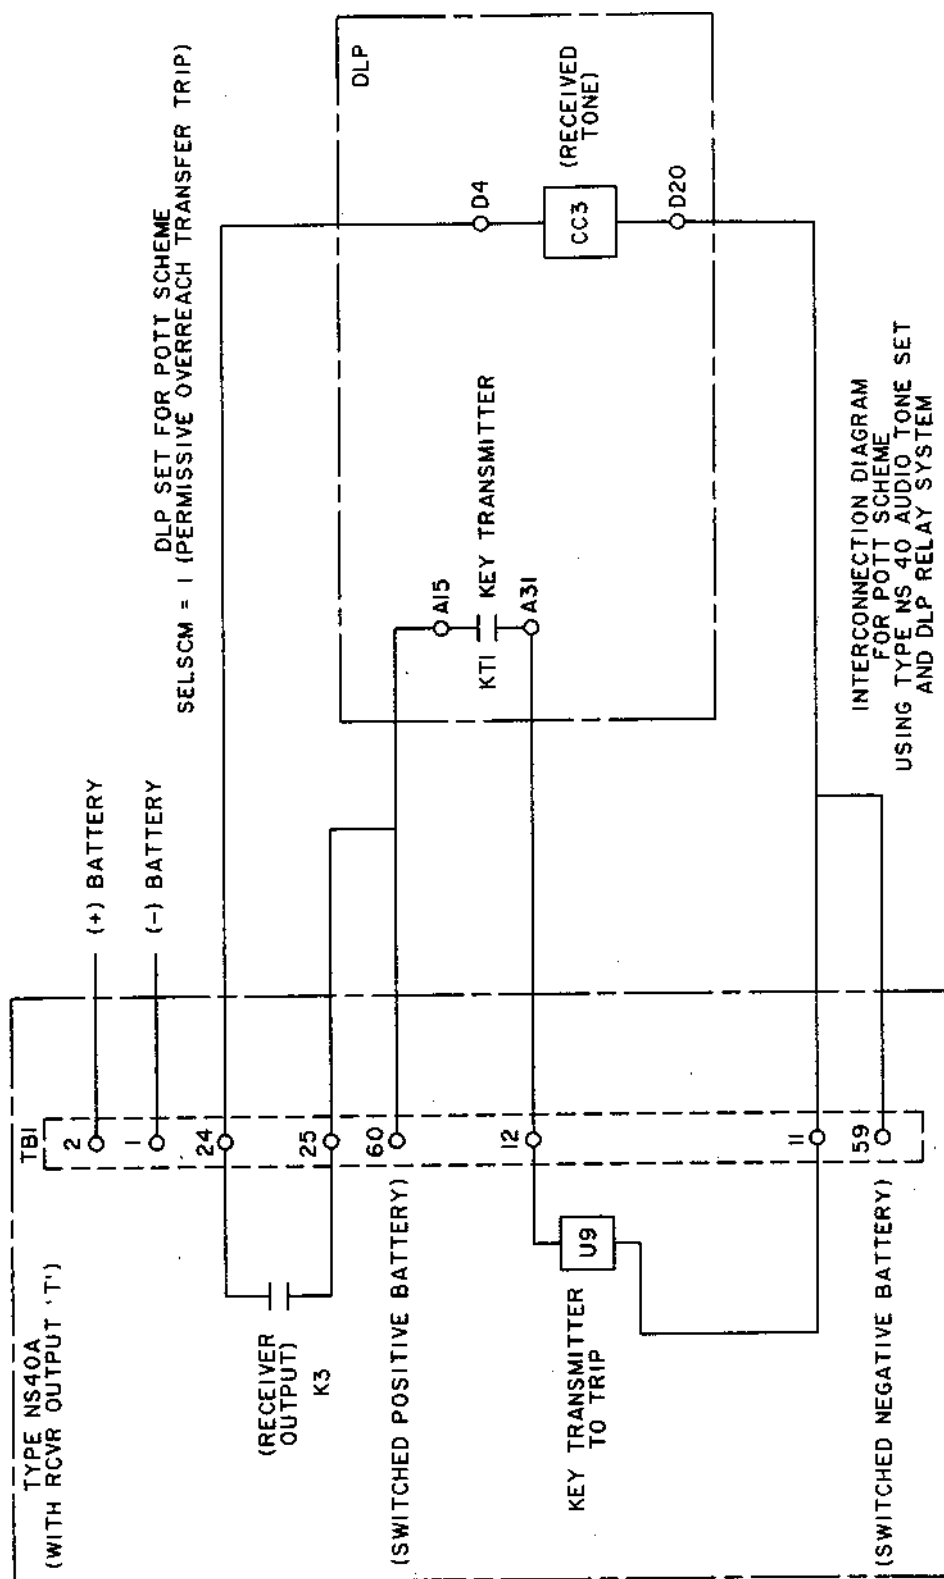 TYPE NS40A
(WITH RCVR OUTPUT 'T')
TB1
2
(+) BATTERY
1
(-) BATTERY
24
25
60
12
11
59
(RECEIVER
OUTPUT)
K3
(SWITCHED POSITIVE BATTERY)
KEY TRANSMITTER
TO TRIP
U9
(SWITCHED NEGATIVE BATTERY)
DLP SET FOR POTT SCHEME
SELSCM = 1 (PERMISSIVE OVERREACH TRANSFER TRIP)
DLP
A15
KT1 KEY TRANSMITTER
A31
D4
CC3
(RECEIVED
TONE)
D20
INTERCONNECTION DIAGRAM
FOR POTT SCHEME
USING TYPE NS 40 AUDIO TONE SET
AND DLP RELAY SYSTEM